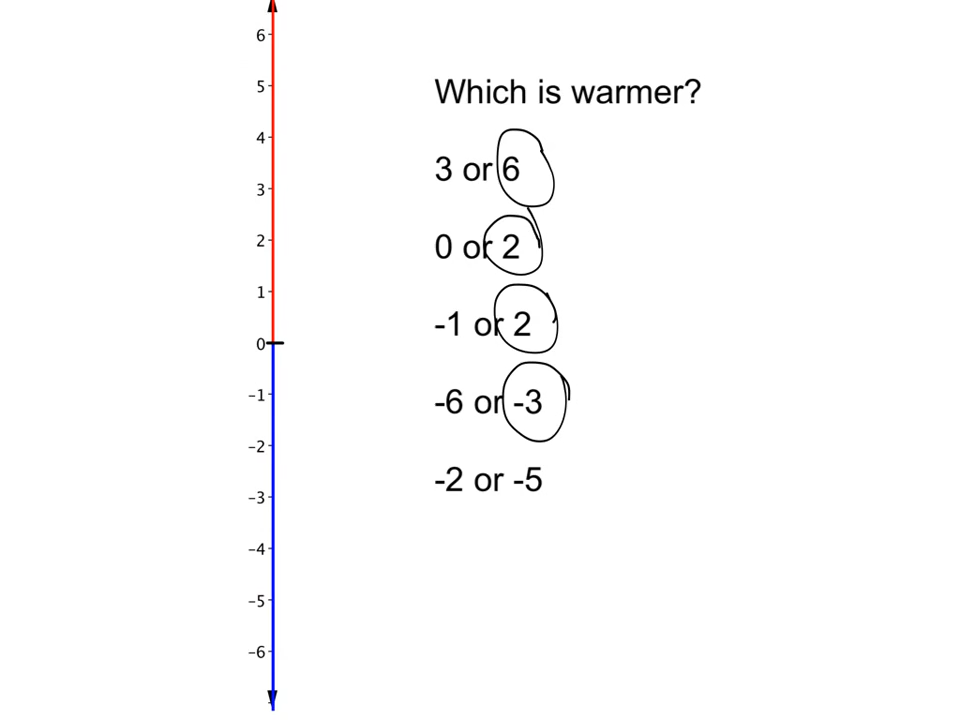 6
5
4
3
2
1
0
-1
-2
-3
-4
-5
-6
Which is warmer?
3 or 6
0 or 2
-1 or 2
-6 or -3
-2 or -5